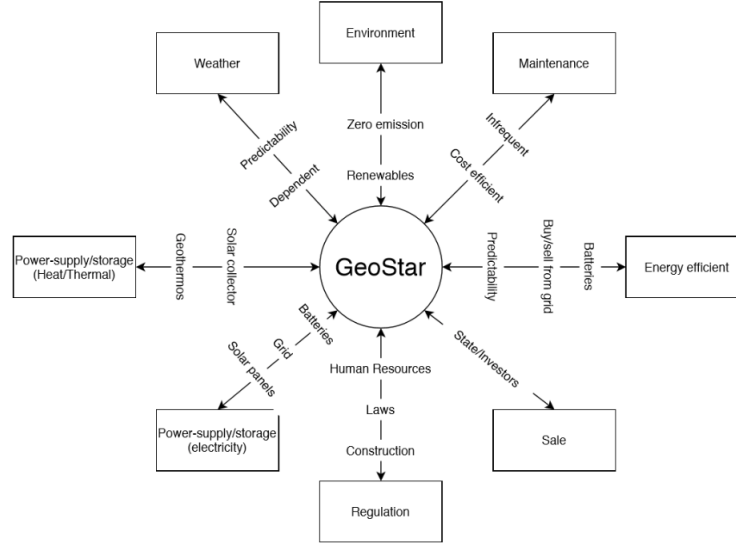 Environment
Weather
Maintenance
Zero emission
Renewables
Predictability
Dependent
Infrequent
Cost efficient
Power-supply/storage
(Heat/Thermal)
Geothermos
Solar collector
GeoStar
Predictability
Buy/sell from grid
Batteries
Energy efficient
Batteries
Grid
Solar panels
Human Resources
Laws
Construction
State/Investors
Power-supply/storage
(electricity)
Sale
Regulation